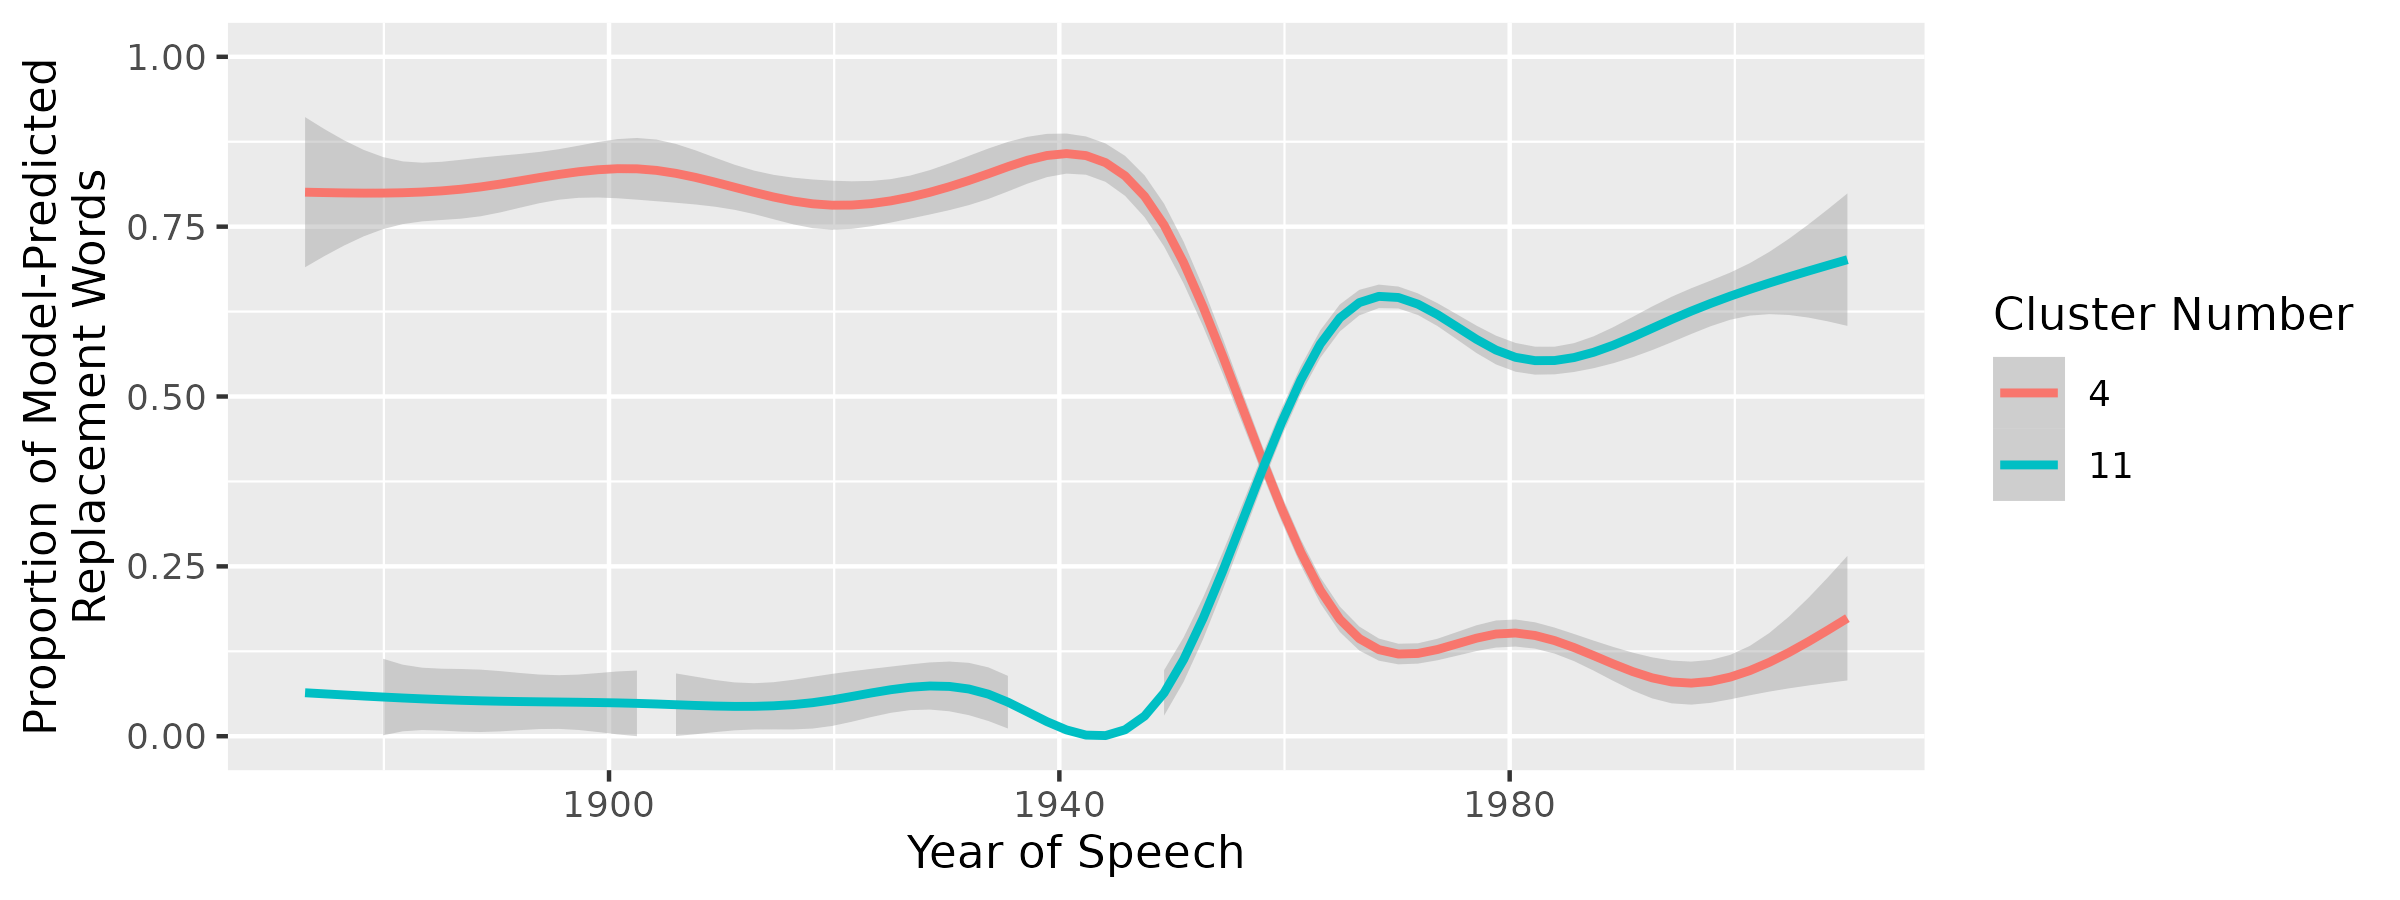 Proportion of Model-Predicted
Replacement Words
1.00
0.75
0.50
0.25
0.00
1900
1940
1980
Year of Speech
Cluster Number
4
11